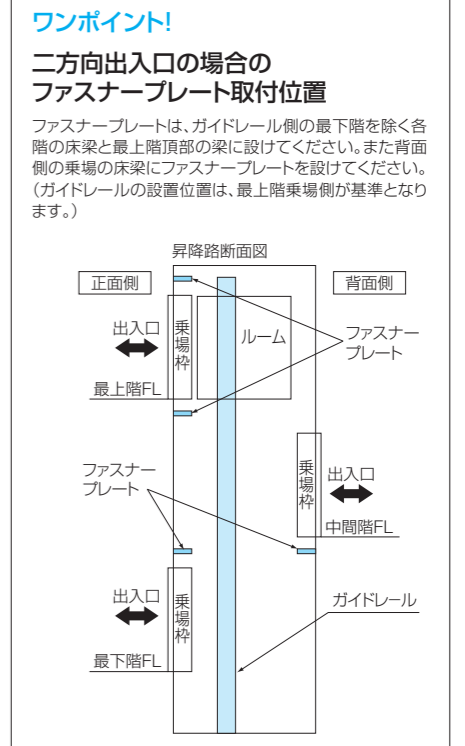 ワンポイント!
二方向出入口の場合の
ファスナープレート取付位置
ファスナープレートは、ガイドレール側の最下階を除く各
階の床梁と最上階頂部の梁に設けてください。また背面
側の乗場の床梁にファスナープレートを設けてください。
(ガイドレールの設置位置は、最上階乗場側が基準となり
ます。)
昇降路断面図
正面側
背面側
出入口
乗場枠
ルーム
ファスナー
プレート
最上階FL
ファスナー
プレート
乗場枠
出入口
中間階FL
出入口
乗場枠
ガイドレール
最下階FL